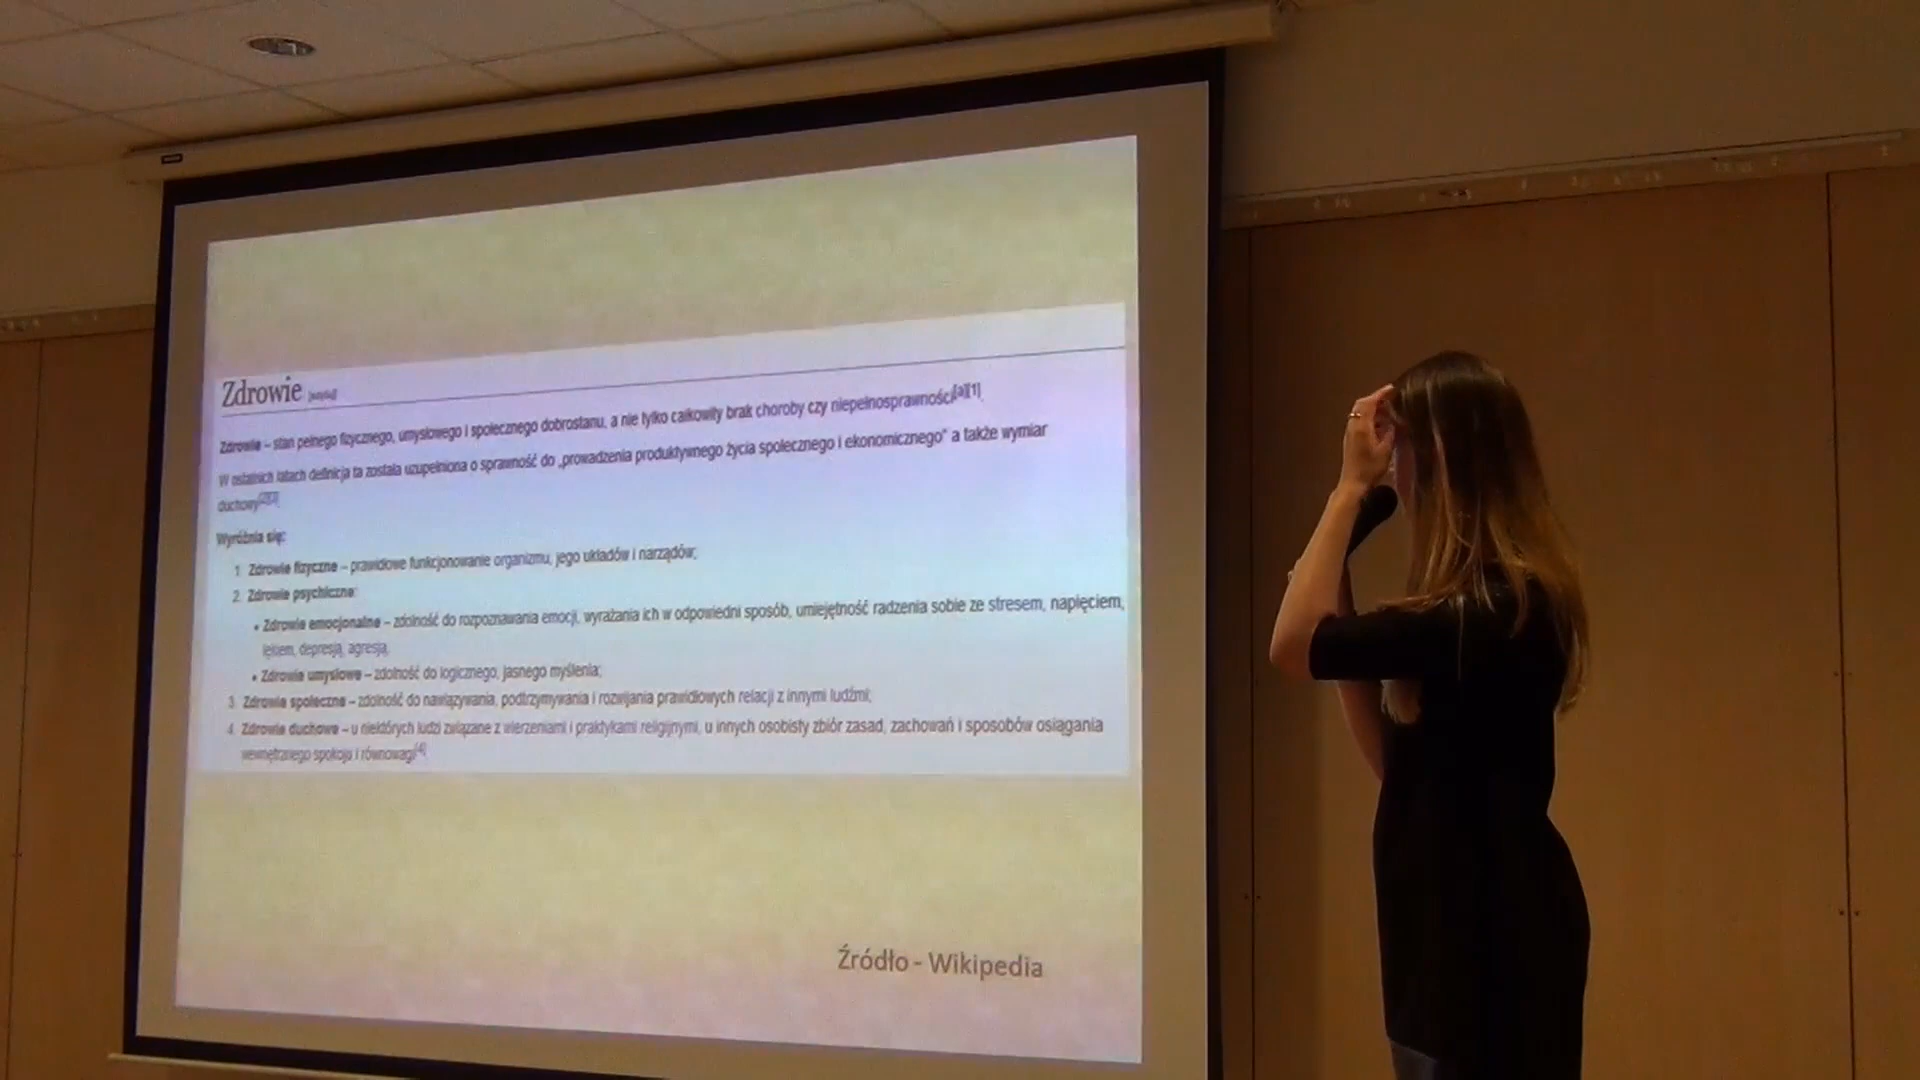 Zdrowie [edytuj]
Zdrowie – stan pełnego fizycznego, umysłowego i społecznego dobrostanu, a nie tylko całkowity brak choroby czy niepełnosprawności[a][1].
W ostatnich latach definicja ta została uzupełniona o sprawność do „prowadzenia produktywnego życia społecznego i ekonomicznego" a także wymiar
duchowy[2][3].
Wyróżnia się:
1. Zdrowie fizyczne – prawidłowe funkcjonowanie organizmu, jego układów i narządów;
2. Zdrowie psychiczne:
• Zdrowie emocjonalne – zdolność do rozpoznawania emocji, wyrażania ich w odpowiedni sposób, umiejętność radzenia sobie ze stresem, napięciem,
lękiem, depresją, agresją;
• Zdrowie umysłowe – zdolność do logicznego, jasnego myślenia;
3. Zdrowie społeczne – zdolność do nawiązywania, podtrzymywania i rozwijania prawidłowych relacji z innymi ludźmi;
4. Zdrowie duchowe – u niektórych ludzi związane z wierzeniami i praktykami religijnymi, u innych osobisty zbiór zasad, zachowań i sposobów osiągania
wewnętrznego spokoju i równowagi[4].
Źródło - Wikipedia